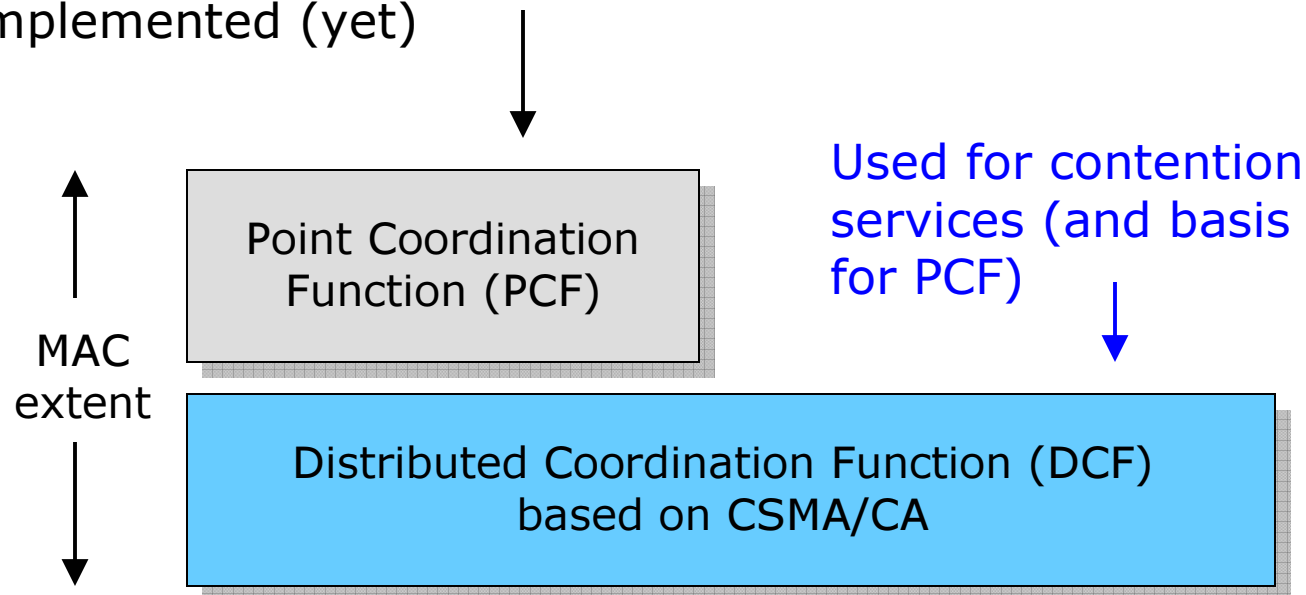 mplemented (yet)
Used for contention
services (and basis
for PCF)
Point Coordination
Function (PCF)
MAC
extent
Distributed Coordination Function (DCF)
based on CSMA/CA